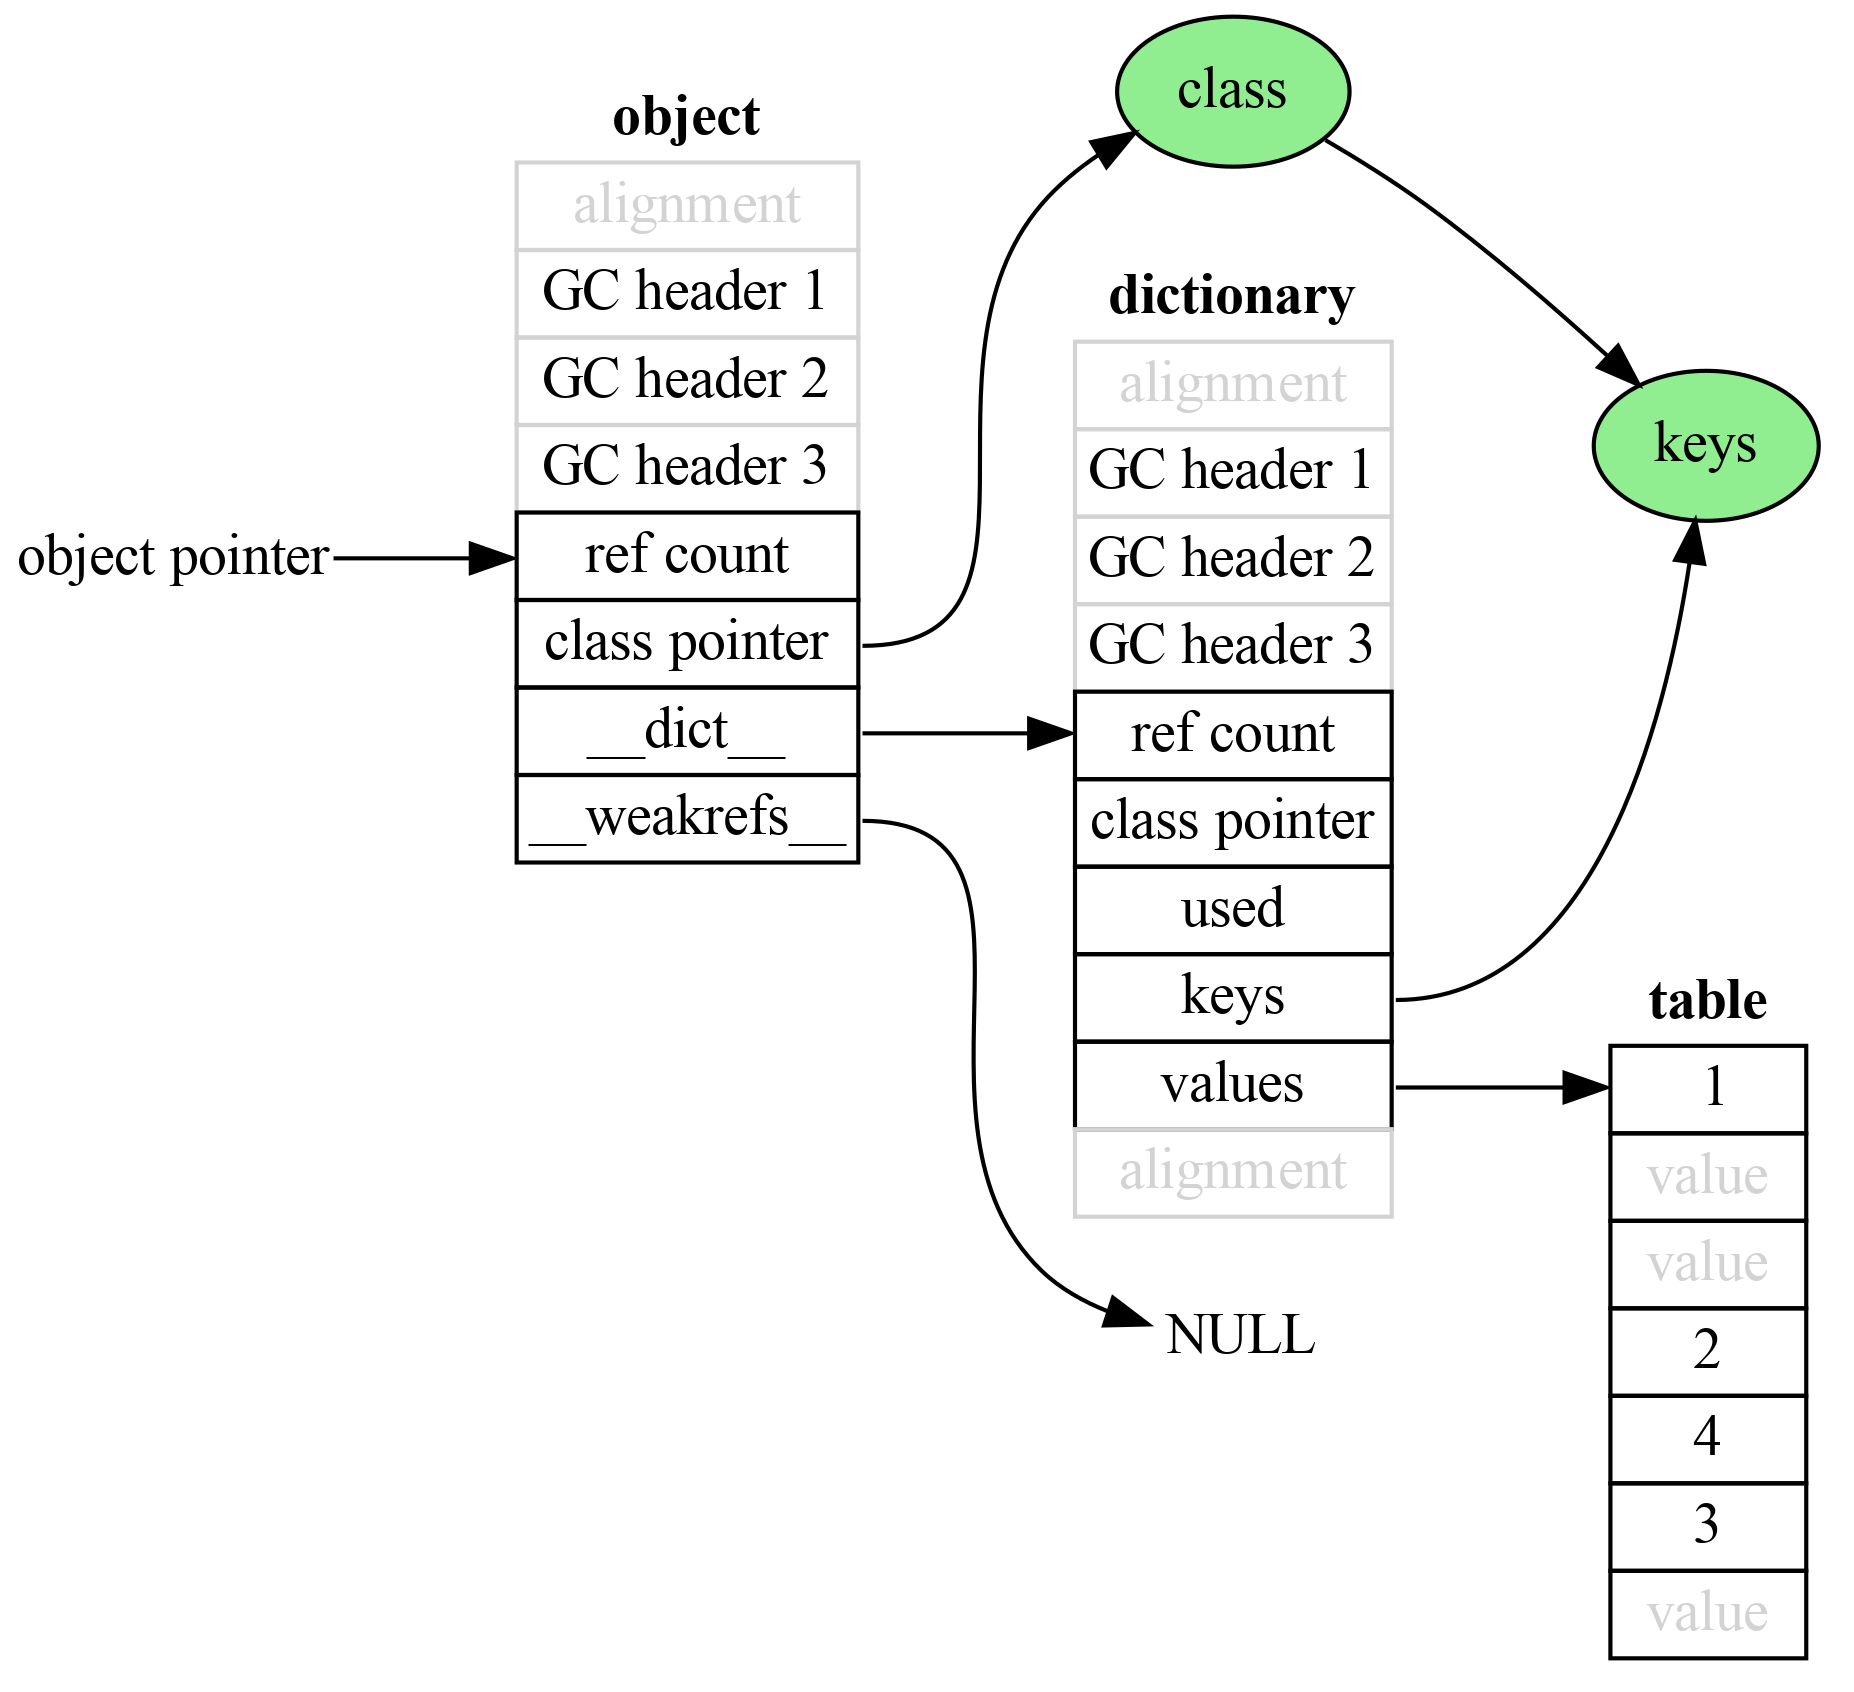 object pointer
object
alignment
GC header 1
GC header 2
GC header 3
ref count
class pointer
__dict__
__weakrefs__
class
dictionary
alignment
GC header 1
GC header 2
GC header 3
ref count
class pointer
used
keys
values
alignment
NULL
keys
table
1
value
value
2
4
3
value